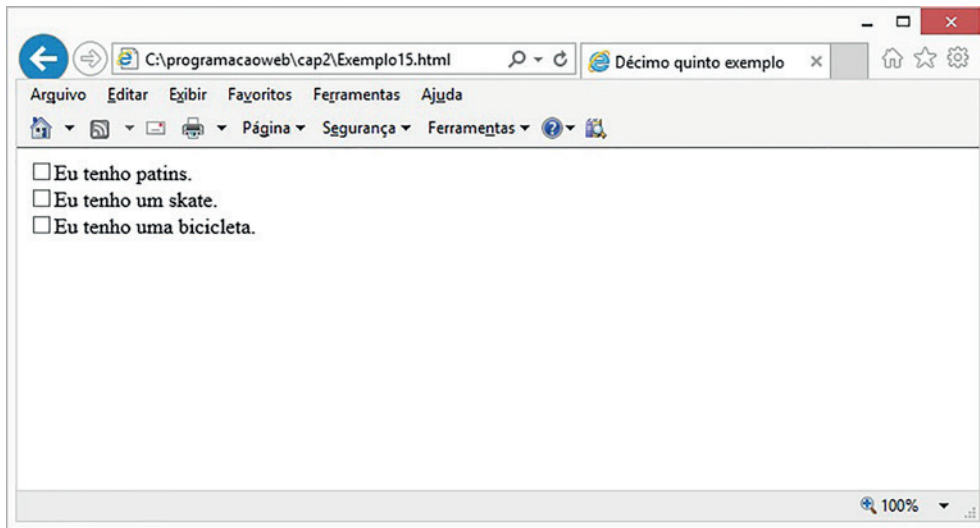 C:\programacaoweb\cap2\Exemplo15.html
Décimo quinto exemplo
Arquivo Editar Exibir Favoritos Ferramentas Ajuda
Página Segurança Ferramentas
Eu tenho patins.
Eu tenho um skate.
Eu tenho uma bicicleta.
100%